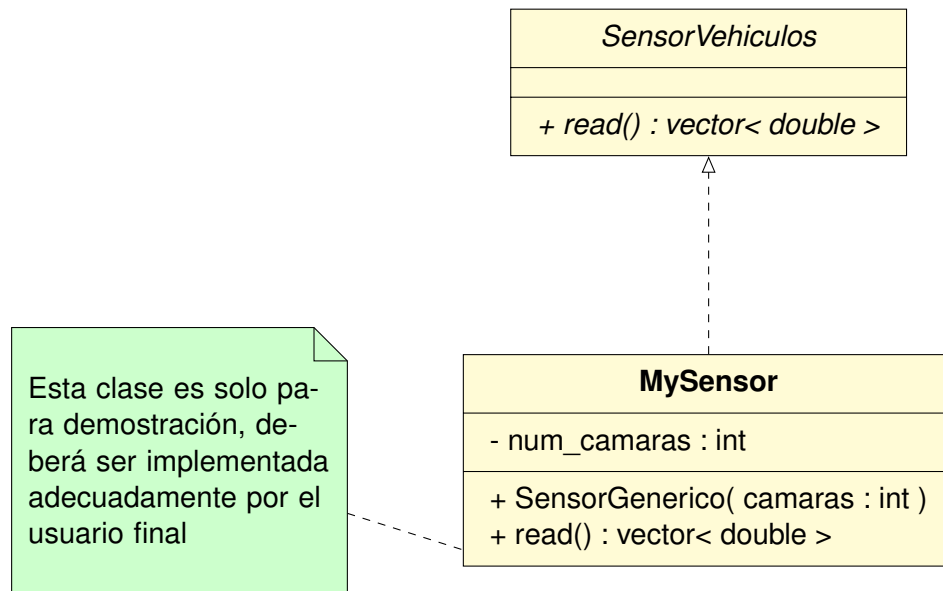 SensorVehiculos
+ read() : vector< double >
Esta clase es solo pa-
ra demostración, de-
berá ser implementada
adecuadamente por el
usuario final
MySensor
- num_camaras : int
+ SensorGenerico( camaras : int )
+ read() : vector< double >